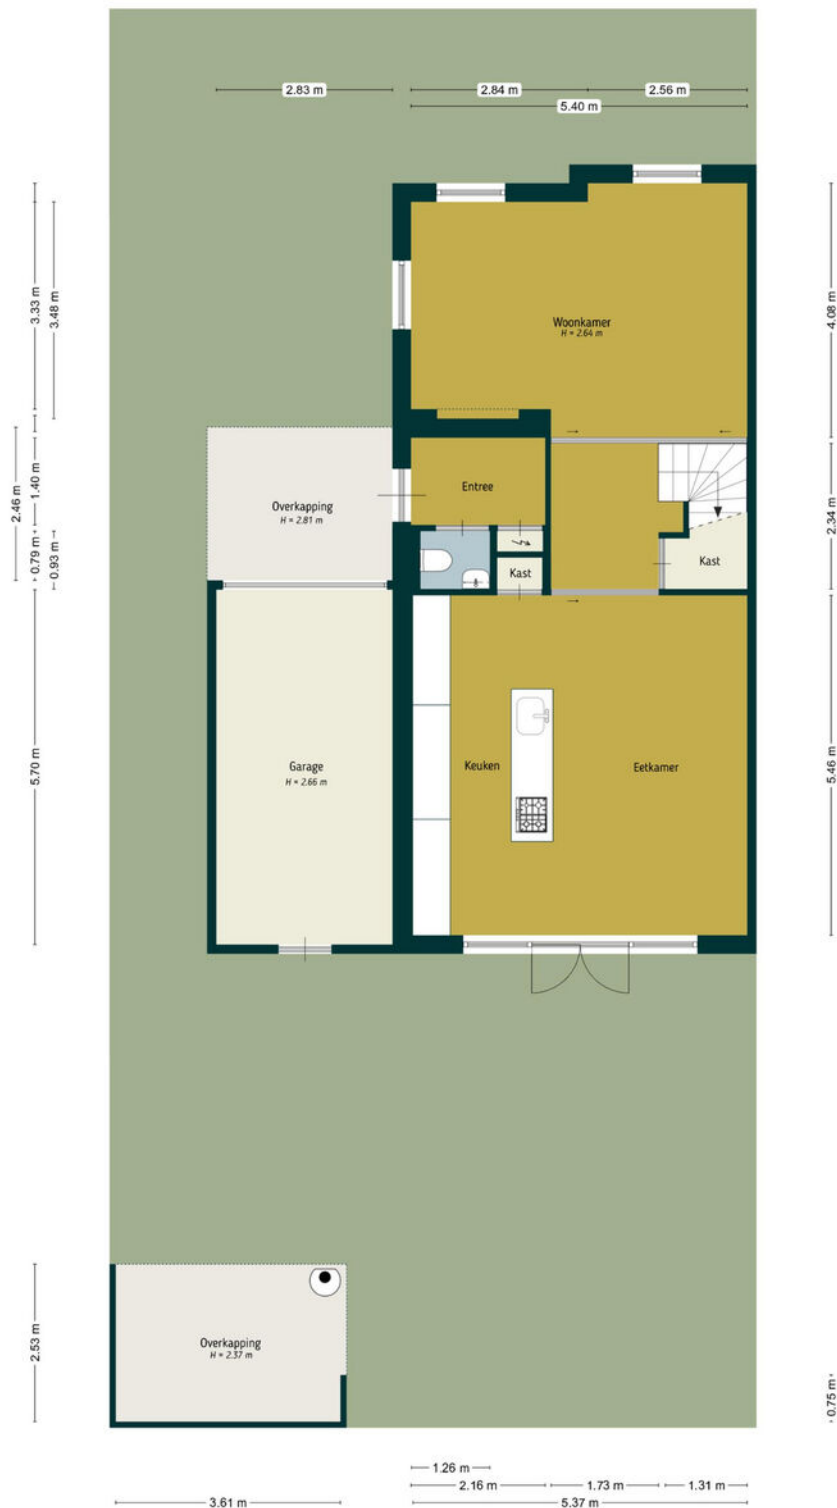 2.83 m
2.84 m
2.56 m
5.40 m
3.33 m
3.48 m
4.08 m
Woonkamer
H = 2.64 m
2.46 m
1.40 m
0.79 m
0.93 m
Overkapping
H = 2.81 m
Entree
2.34 m
Kast
Kast
5.70 m
Garage
H = 2.66 m
Keuken
Eetkamer
5.46 m
2.53 m
Overkapping
H = 2.37 m
0.75 m
1.26 m
2.16 m
1.73 m
1.31 m
3.61 m
5.37 m